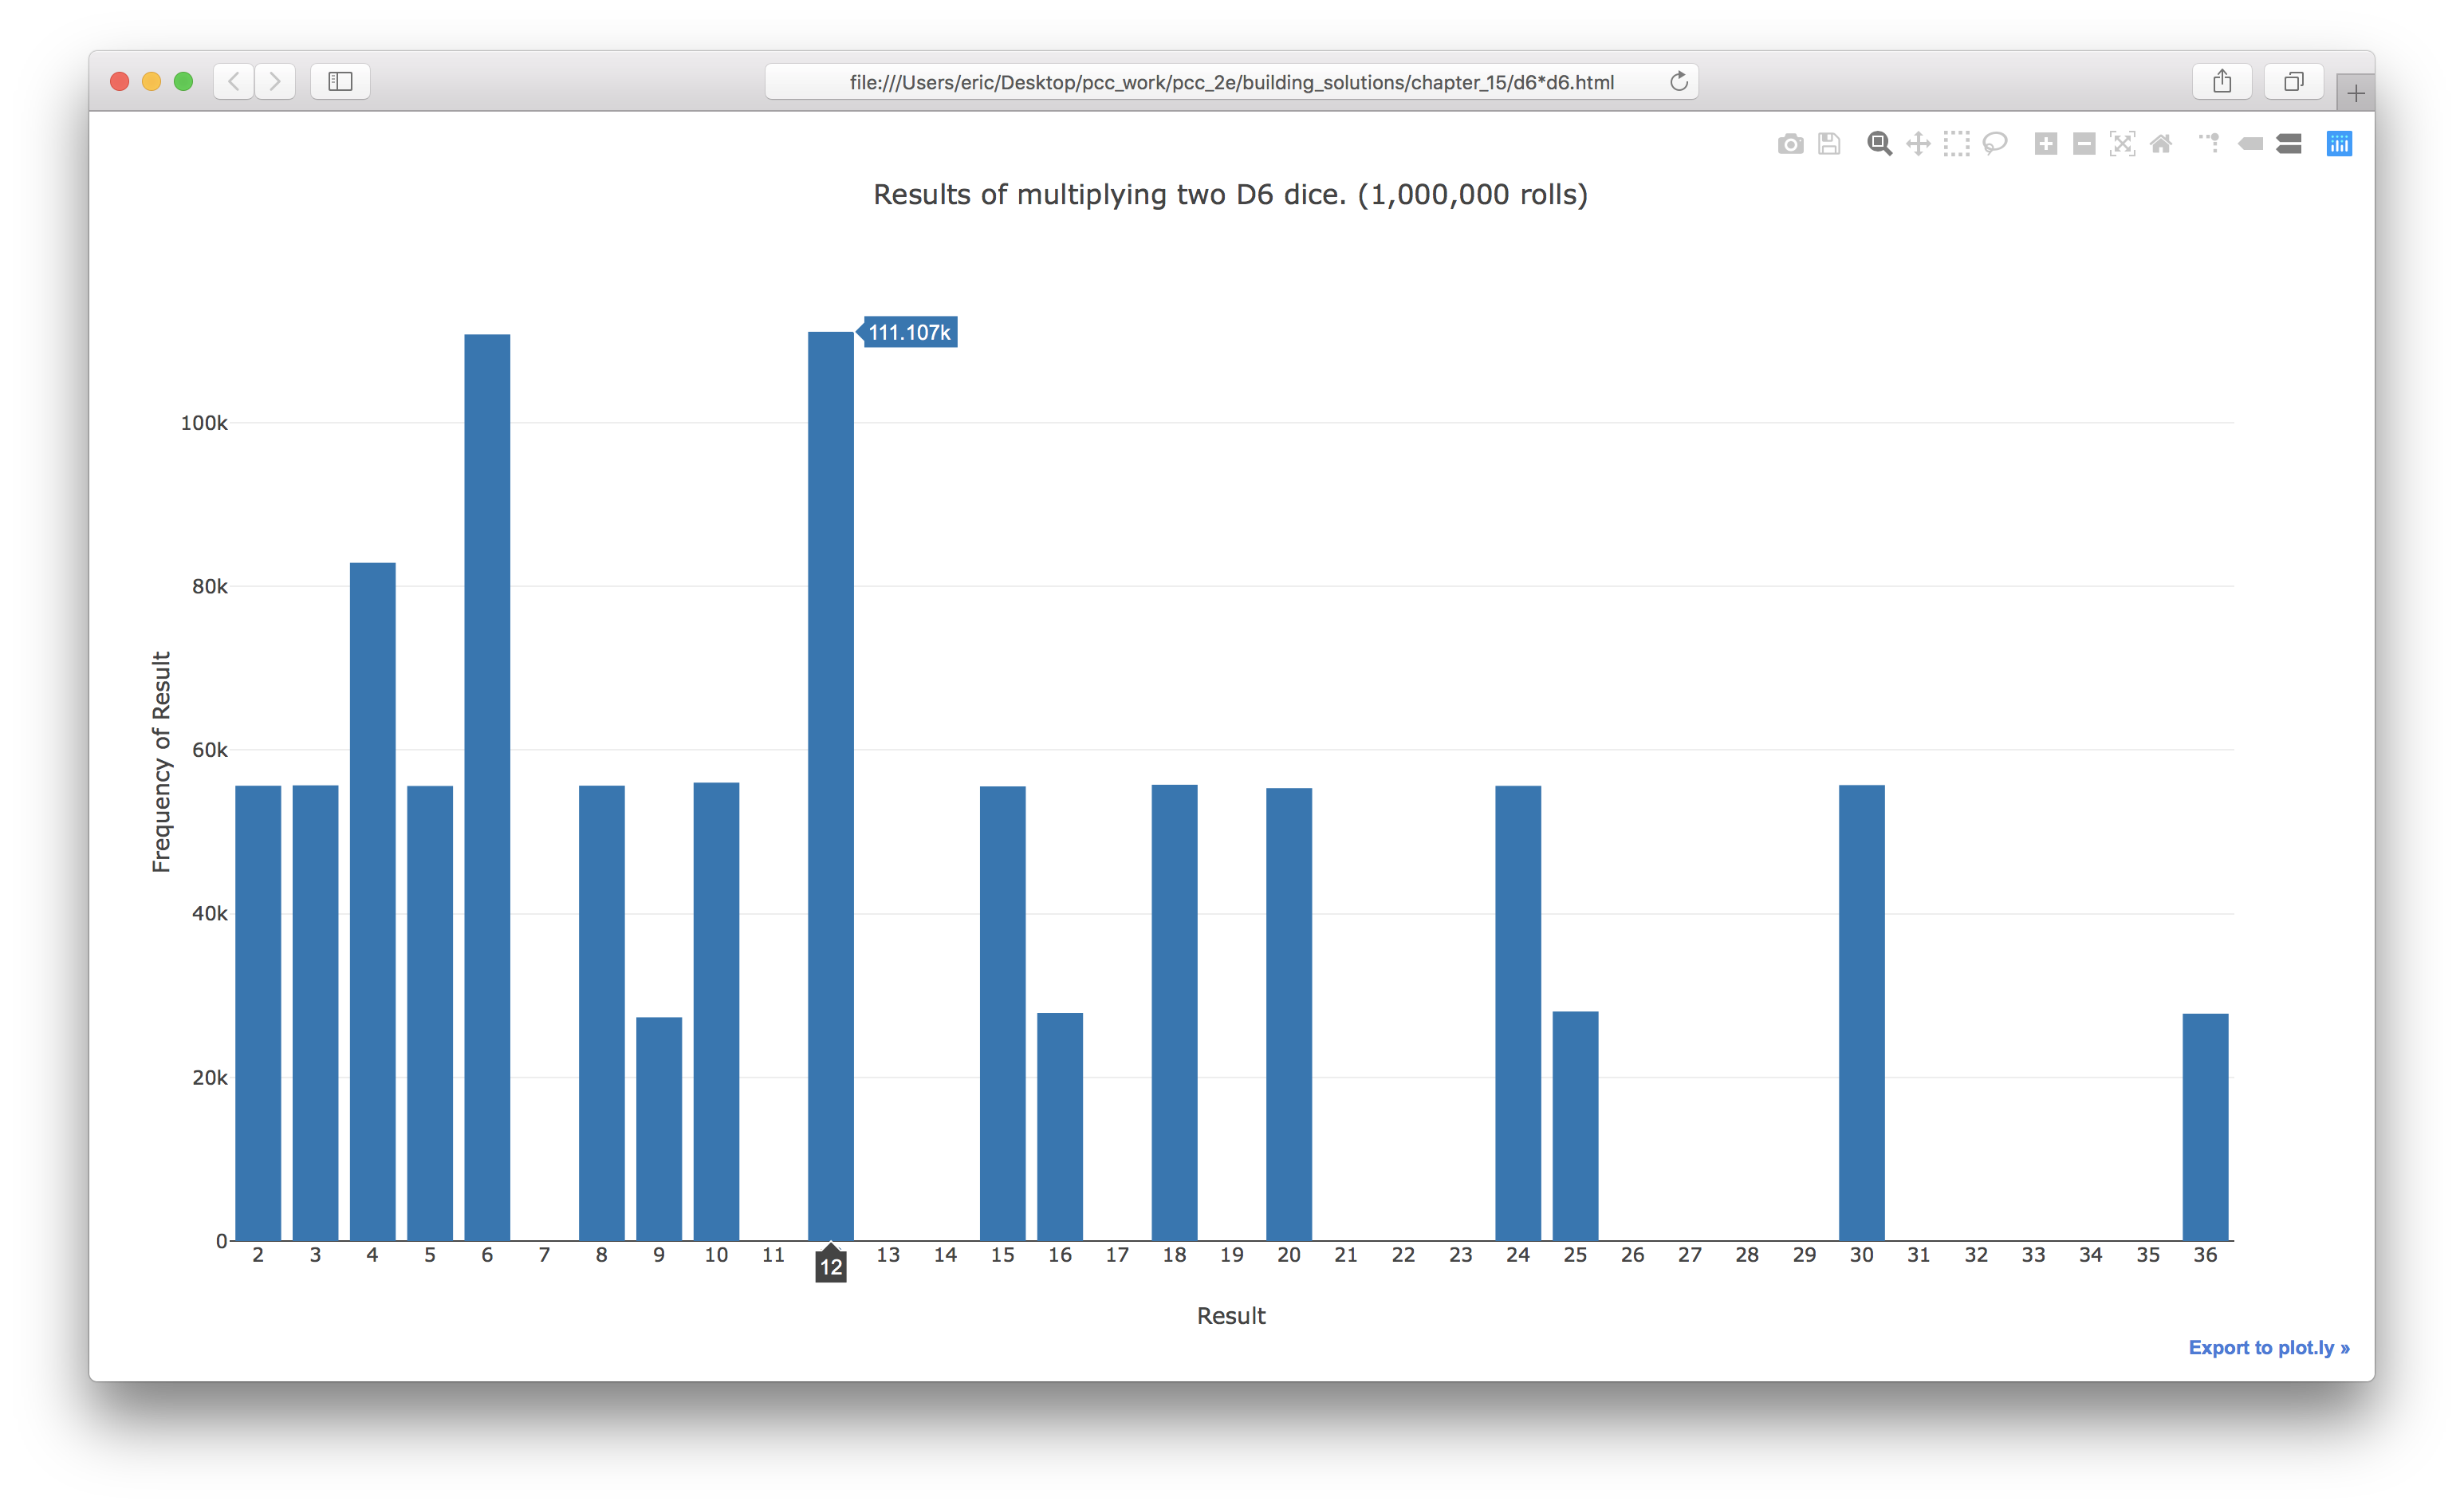 file:///Users/eric/Desktop/pcc_work/pcc_2e/building_solutions/chapter_15/d6*d6.html
Results of multiplying two D6 dice. (1,000,000 rolls)
111.107k
100k
80k
60k
40k
20k
0
Frequency of Result
2 3 4 5 6 7 8 9 10 11 12 13 14 15 16 17 18 19 20 21 22 23 24 25 26 27 28 29 30 31 32 33 34 35 36
Result
Export to plot.ly »